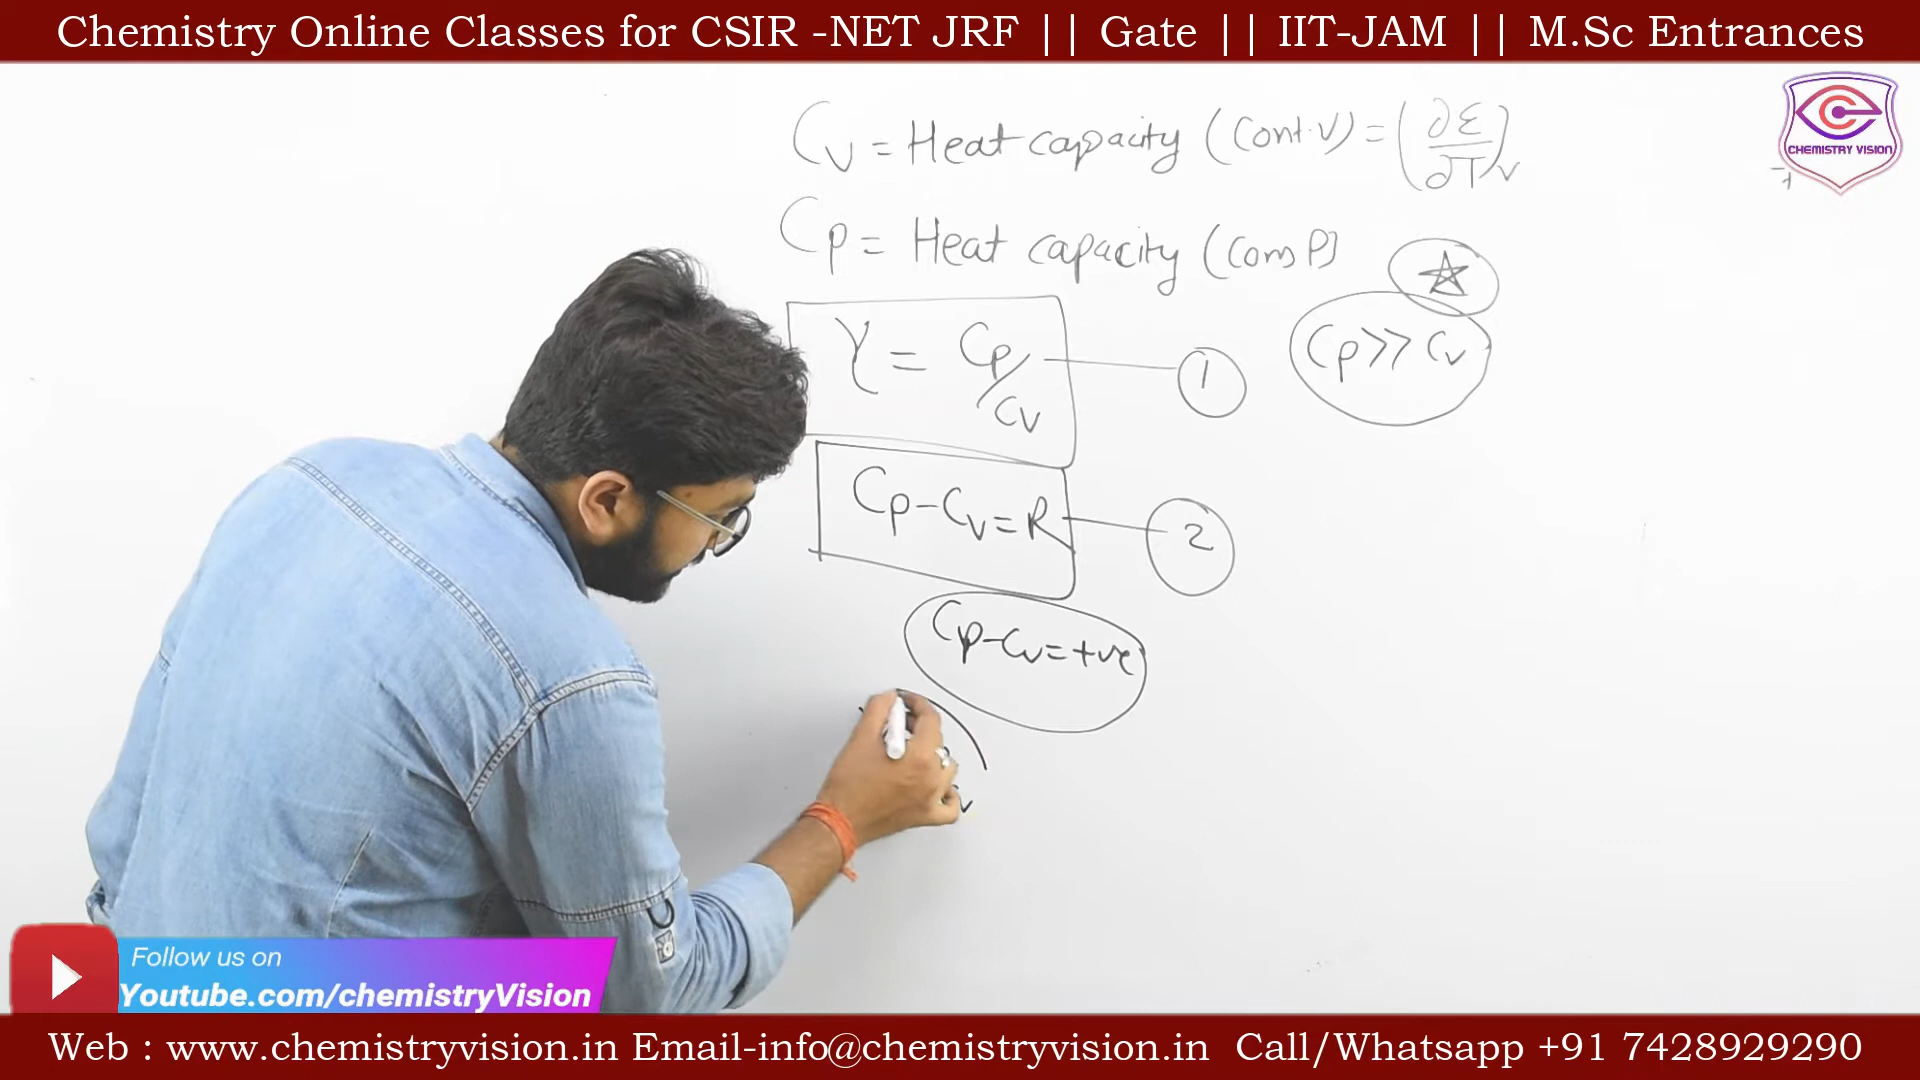 Chemistry Online Classes for CSIR -NET JRF || Gate || IIT-JAM || M.Sc Entrances
CHEMISTRY VISION
Cv = Heat capacity (Cont. V) = (∂E/∂T)v
Cp = Heat capacity (Cons P)
γ = Cp/Cv
1
Cp >> Cv
Cp - Cv = R
2
Cp - Cv = +ve
Follow us on
Youtube.com/chemistryVision
Web : www.chemistryvision.in Email-info@chemistryvision.in Call/Whatsapp +91 7428929290